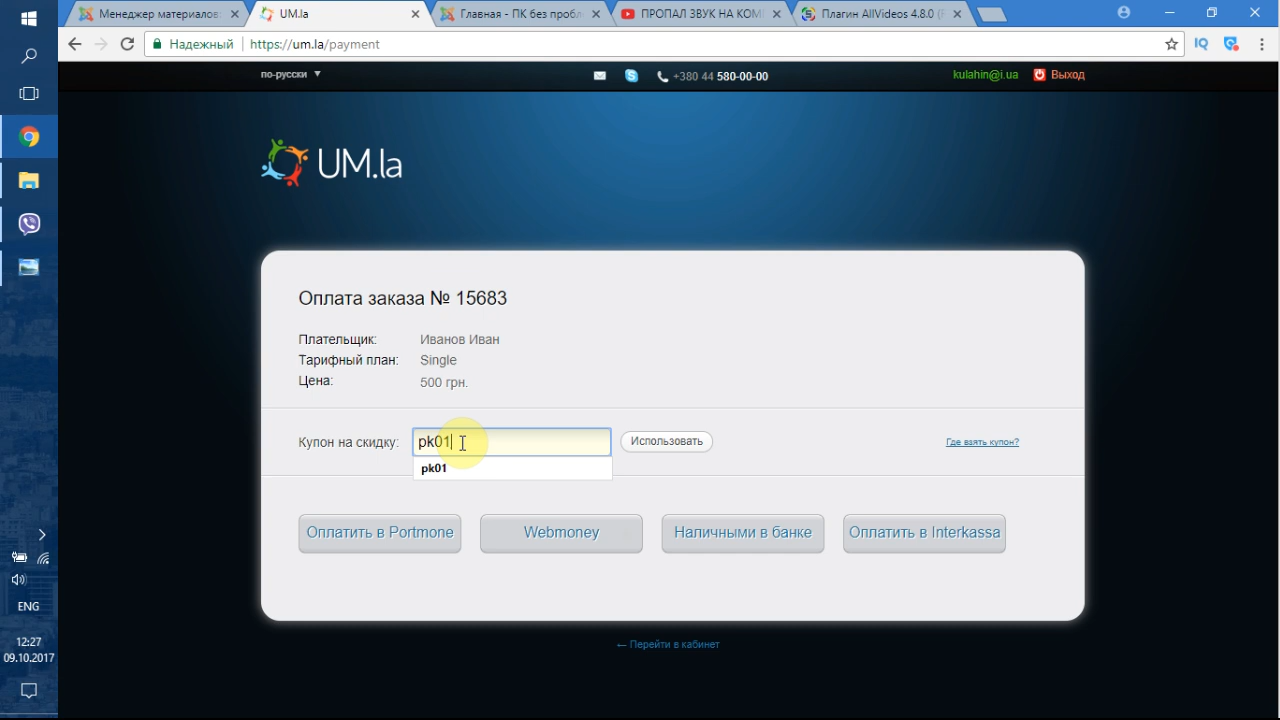 Менеджер материалов:
UM.la
Главная - ПК без пробл
ПРОПАЛ ЗВУК НА КОМП
Плагин AllVideos 4.8.0 (
Надежный
https://um.la/payment
IQ
по-русски
+380 44 580-00-00
kulahin@i.ua
Выход
UM.la
Оплата заказа № 15683
Плательщик: Иванов Иван
Тарифный план: Single
Цена: 500 грн.
Купон на скидку: pk01 Использовать Где взять купон?
pk01
Оплатить в Portmone
Webmoney
Наличными в банке
Оплатить в Interkassa
← Перейти в кабинет
ENG
12:27
09.10.2017